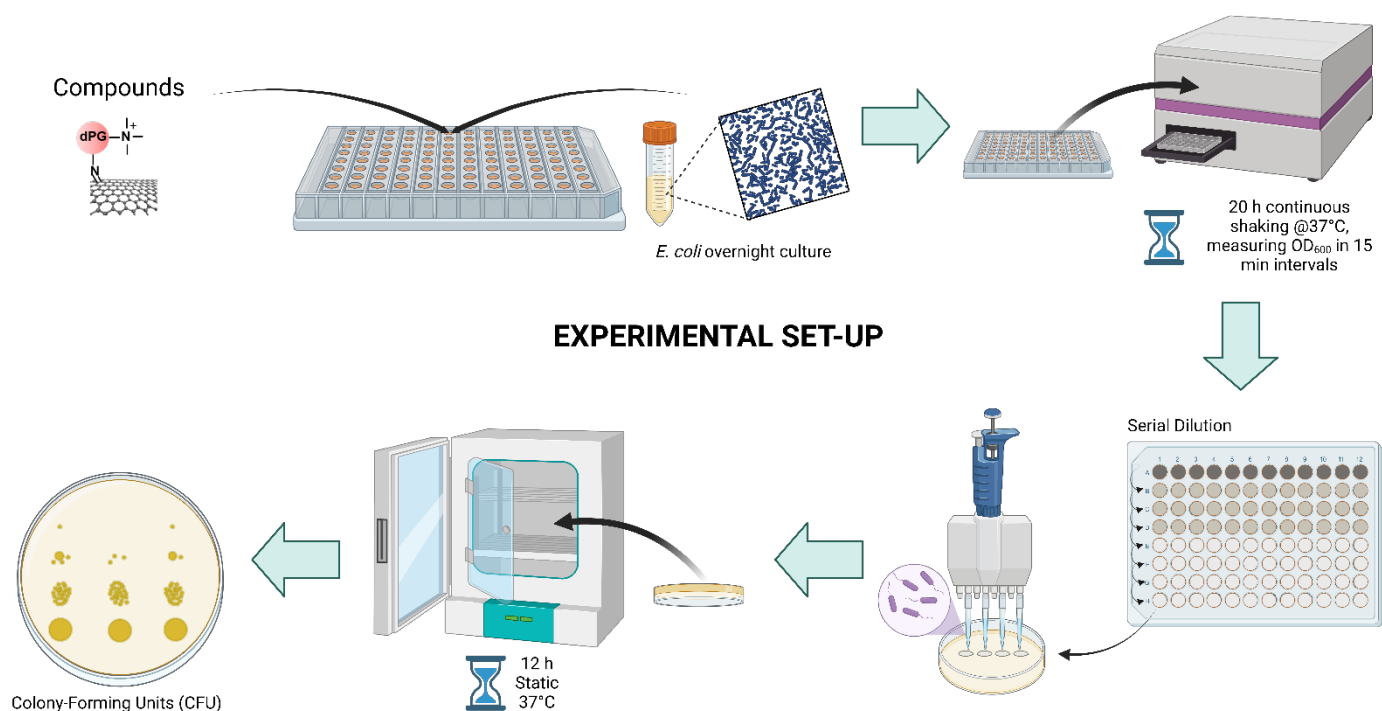 Compounds
dPG
N
+
N
E. coli overnight culture
20 h continuous
shaking @37°C,
measuring OD₆₀₀ in 15
min intervals
EXPERIMENTAL SET-UP
Serial Dilution
1 2 3 4 5 6 7 8 9 10 11 12
A
B
C
D
E
F
G
H
12 h
Static
37°C
Colony-Forming Units (CFU)